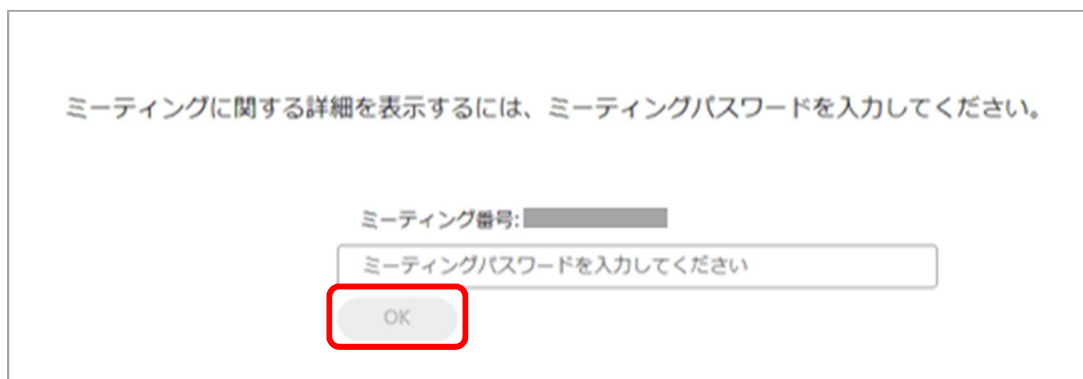 ミーティングに関する詳細を表示するには、ミーティングパスワードを入力してください。
ミーティング番号:
ミーティングパスワードを入力してください
OK